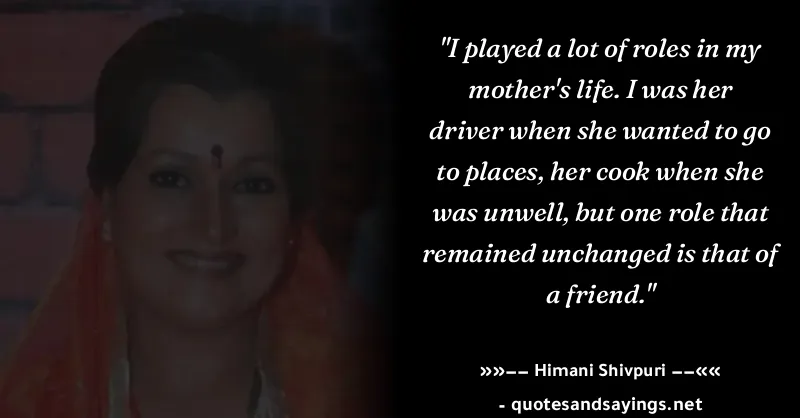 "I played a lot of roles in my
mother's life. I was her
driver when she wanted to go
to places, her cook when she
was unwell, but one role that
remained unchanged is that of
a friend."
»»−− Himani Shivpuri −−««
- quotesandsayings.net